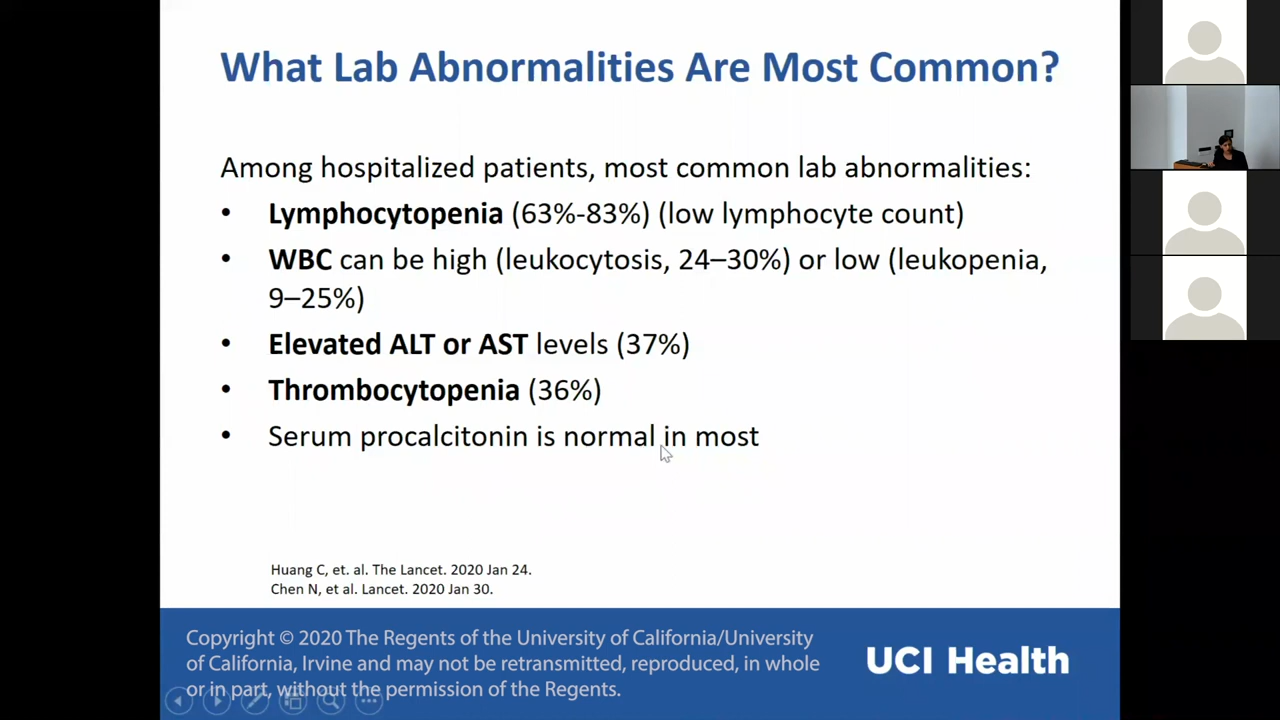 What Lab Abnormalities Are Most Common?
Among hospitalized patients, most common lab abnormalities:
• Lymphocytopenia (63%-83%) (low lymphocyte count)
• WBC can be high (leukocytosis, 24–30%) or low (leukopenia,
9–25%)
• Elevated ALT or AST levels (37%)
• Thrombocytopenia (36%)
• Serum procalcitonin is normal in most
Huang C, et. al. The Lancet. 2020 Jan 24.
Chen N, et al. Lancet. 2020 Jan 30.
Copyright © 2020 The Regents of the University of California/University
of California, Irvine and may not be retransmitted, reproduced, in whole
or in part, without the permission of the Regents.
UCI Health